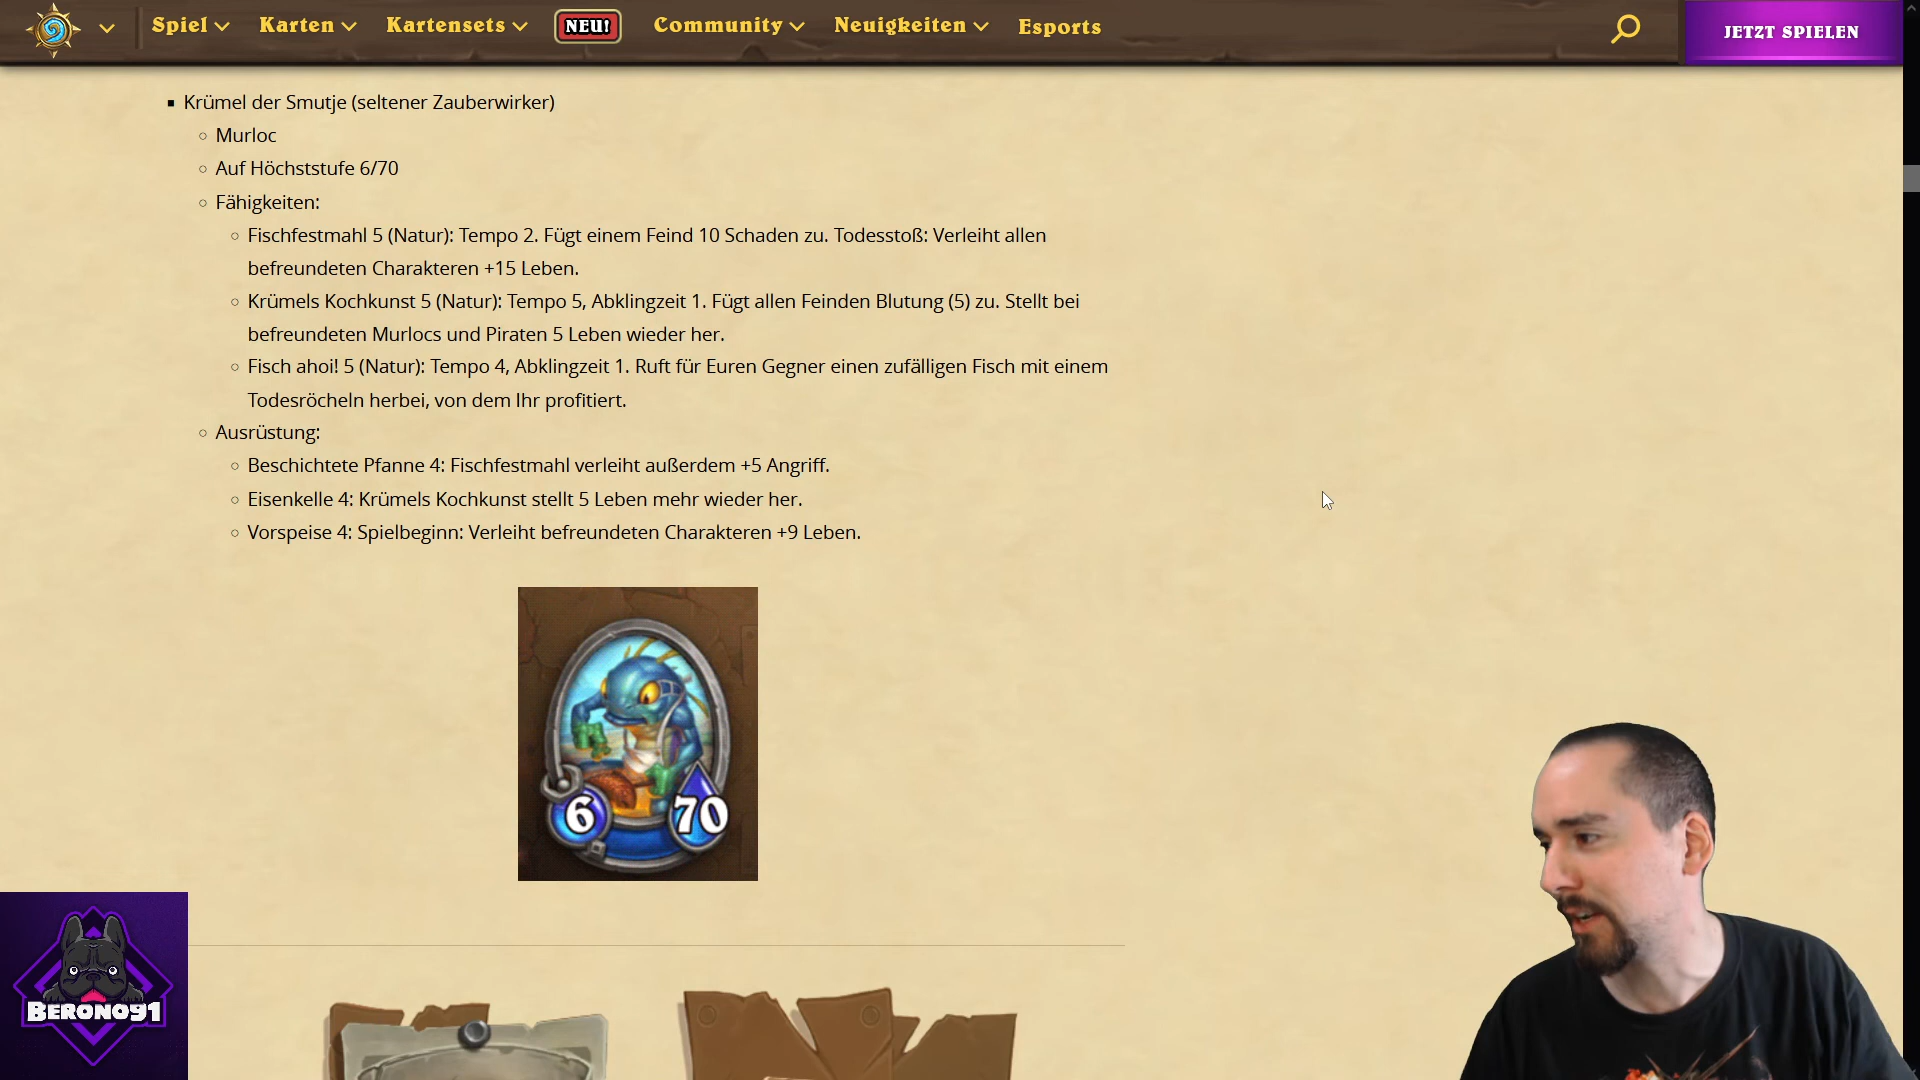 Spiel Karten Kartensets NEU! Community Neuigkeiten Esports JETZT SPIELEN
Krümel der Smutje (seltener Zauberwirker)
Murloc
Auf Höchststufe 6/70
Fähigkeiten:
Fischfestmahl 5 (Natur): Tempo 2. Fügt einem Feind 10 Schaden zu. Todesstoß: Verleiht allen
befreundeten Charakteren +15 Leben.
Krümels Kochkunst 5 (Natur): Tempo 5, Abklingzeit 1. Fügt allen Feinden Blutung (5) zu. Stellt bei
befreundeten Murlocs und Piraten 5 Leben wieder her.
Fisch ahoi! 5 (Natur): Tempo 4, Abklingzeit 1. Ruft für Euren Gegner einen zufälligen Fisch mit einem
Todesröcheln herbei, von dem Ihr profitiert.
Ausrüstung:
Beschichtete Pfanne 4: Fischfestmahl verleiht außerdem +5 Angriff.
Eisenkelle 4: Krümels Kochkunst stellt 5 Leben mehr wieder her.
Vorspeise 4: Spielbeginn: Verleiht befreundeten Charakteren +9 Leben.
6 70
BERONO91